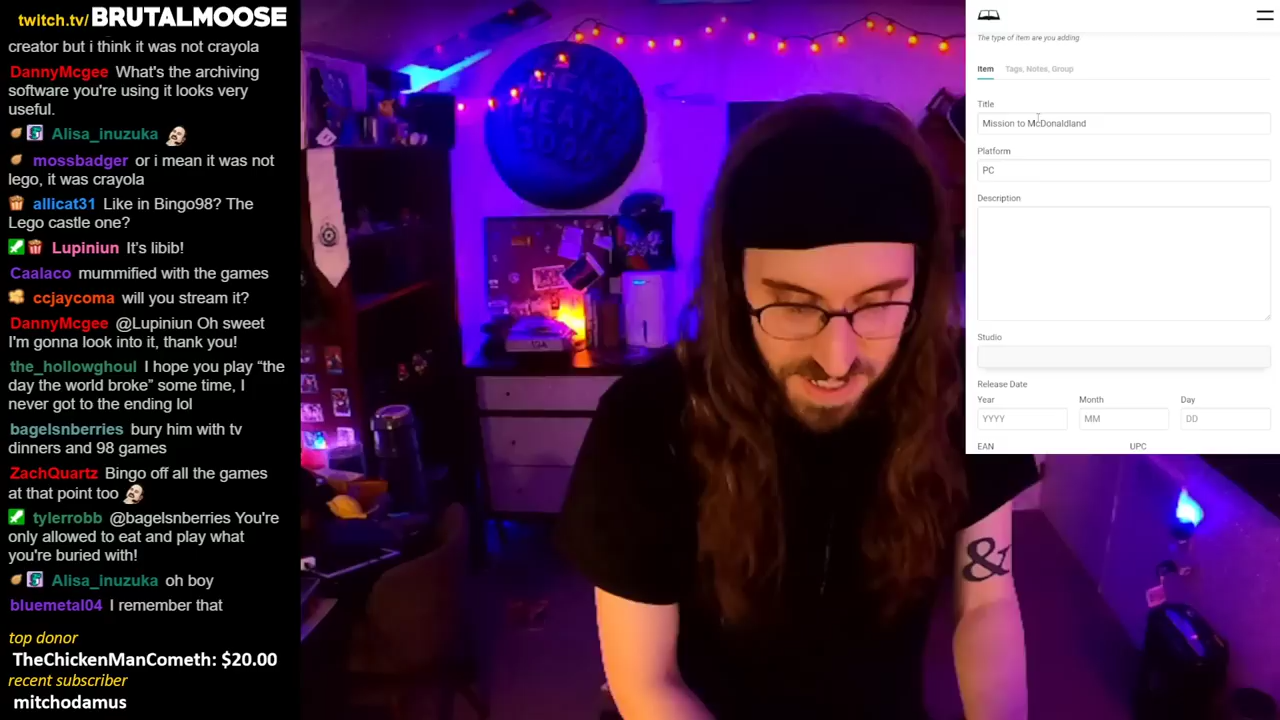 twitch.tv/BRUTALMOOSE
creator but i think it was not crayola
DannyMcgee What's the archiving
software you're using it looks very
useful.
Alisa_inuzuka
mossbadger or i mean it was not
lego, it was crayola
allicat31 Like in Bingo98? The
Lego castle one?
Lupiniun It's libib!
Caalaco mummified with the games
ccjaycoma will you stream it?
DannyMcgee @Lupiniun Oh sweet
I'm gonna look into it, thank you!
the_hollowghoul I hope you play “the
day the world broke” some time, I
never got to the ending lol
bagelsnberries bury him with tv
dinners and 98 games
ZachQuartz Bingo off all the games
at that point too
tylerrobb @bagelsnberries You're
only allowed to eat and play what
you're buried with!
Alisa_inuzuka oh boy
bluemetal04 I remember that
top donor
TheChickenManCometh: $20.00
recent subscriber
mitchodamus
&
The type of item are you adding
Item Tags, Notes, Group
Title
Mission to McDonaldland
Platform
PC
Description
Studio
Release Date
Year Month Day
YYYY MM DD
EAN UPC